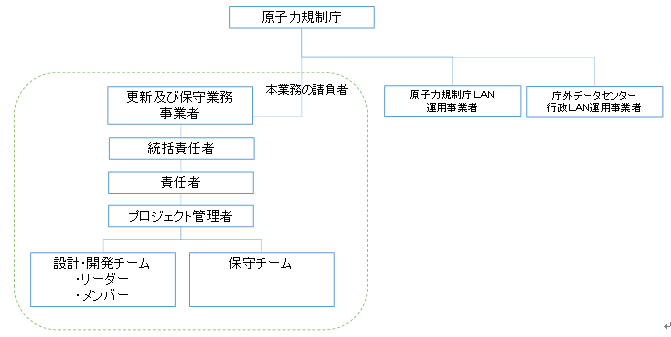 原子力規制庁
本業務の請負者
更新及び保守業務
事業者
原子力規制庁LAN
運用事業者
庁外データセンター
行政LAN運用事業者
統括責任者
責任者
プロジェクト管理者
設計・開発チーム
・リーダー
・メンバー
保守チーム